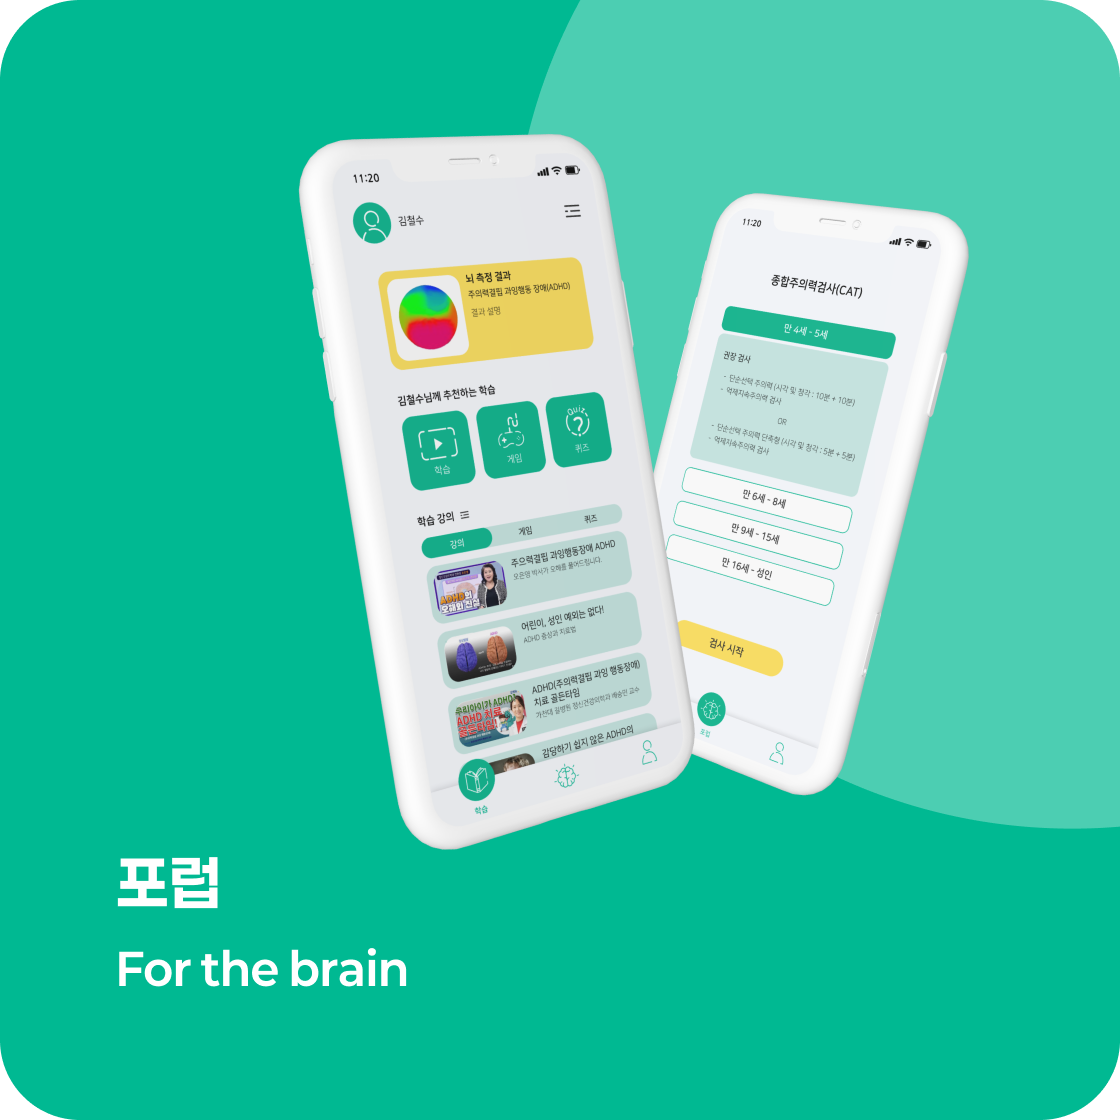 11:20
김철수
뇌 측정 결과
주의력결핍 과잉행동 장애(ADHD)
결과 설명
김철수님께 추천하는 학습
학습
게임
Quiz
?
퀴즈
학습 강의
강의
게임
퀴즈
주으력결핍 과잉행동장애 ADHD
오은영 박사가 오해를 풀어드립니다.
ADHD의
오해와 진실
어린이, 성인 예외는 없다!
ADHD 증상과 치료법
ADHD(주의력결핍 과잉 행동장애)
치료 골든타임
가천대 길병원 정신건강의학과 배승민 교수
우리아이가 ADHD?
ADHD 치료
골든타임!
감당하기 쉽지 않은 ADHD의
학습
11:20
종합주의력검사(CAT)
만 4세 - 5세
권장 검사
- 단순선택 주의력 (시각 및 청각 : 10분 + 10분)
- 억제지속주의력 검사
OR
- 단순선택 주의력 단축형 (시각 및 청각 : 5분 + 5분)
- 억제지속주의력 검사
만 6세 - 8세
만 9세 - 15세
만 16세 - 성인
검사 시작
포럽
포럽
For the brain